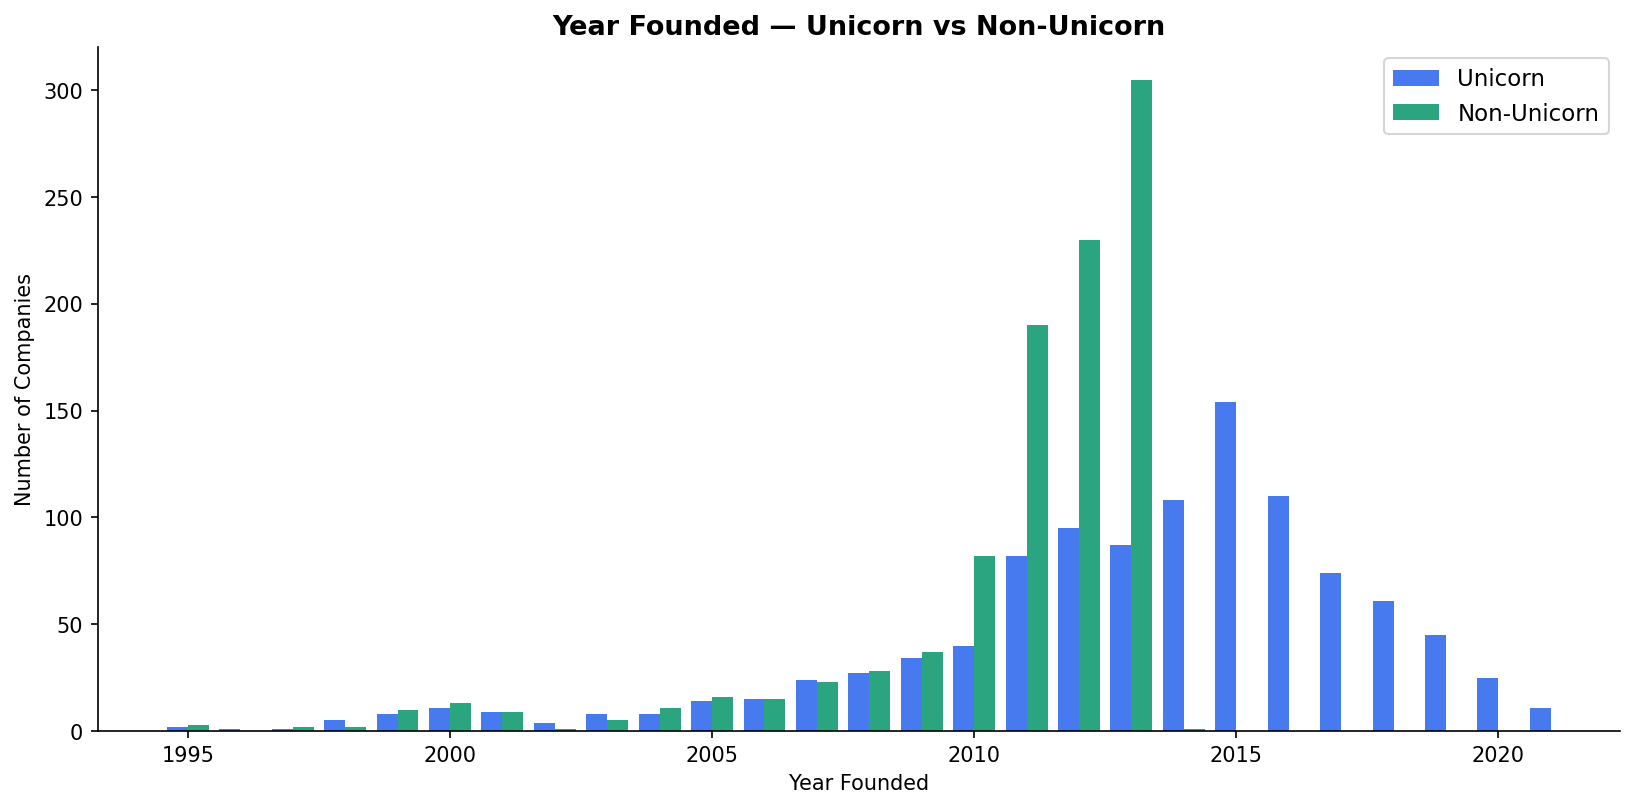 Year Founded — Unicorn vs Non-Unicorn
Unicorn
Non-Unicorn
Number of Companies
300
250
200
150
100
50
0
1995 2000 2005 2010 2015 2020
Year Founded